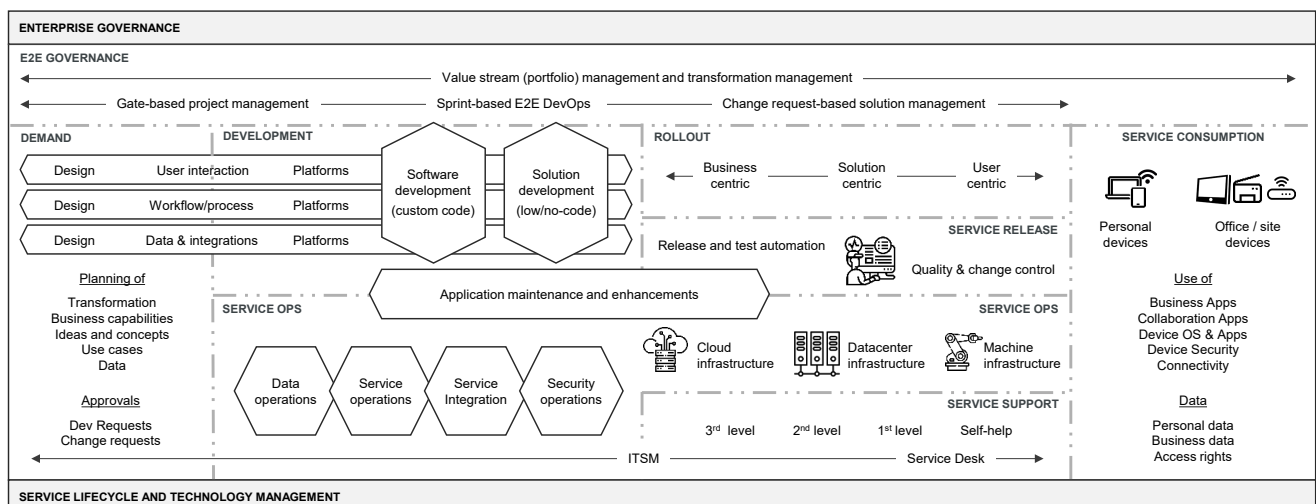 ENTERPRISE GOVERNANCE
E2E GOVERNANCE
Value stream (portfolio) management and transformation management
Gate-based project management
Sprint-based E2E DevOps
Change request-based solution management
DEMAND
Design
Design
Design
Planning of
Transformation
Business capabilities
Ideas and concepts
Use cases
Data
Approvals
Dev Requests
Change requests
DEVELOPMENT
User interaction
Platforms
Workflow/process
Platforms
Data & integrations
Platforms
Software
development
(custom code)
Solution
development
(low/no-code)
Application maintenance and enhancements
ROLLOUT
Business
centric
Solution
centric
User
centric
SERVICE RELEASE
Release and test automation
Quality & change control
SERVICE OPS
Data
operations
Service
operations
Service
Integration
Security
operations
SERVICE OPS
Cloud
infrastructure
Datacenter
infrastructure
Machine
infrastructure
SERVICE SUPPORT
3rd level
2nd level
1st level
Self-help
ITSM
Service Desk
SERVICE CONSUMPTION
Personal
devices
Office / site
devices
Use of
Business Apps
Collaboration Apps
Device OS & Apps
Device Security
Connectivity
Data
Personal data
Business data
Access rights
SERVICE LIFECYCLE AND TECHNOLOGY MANAGEMENT